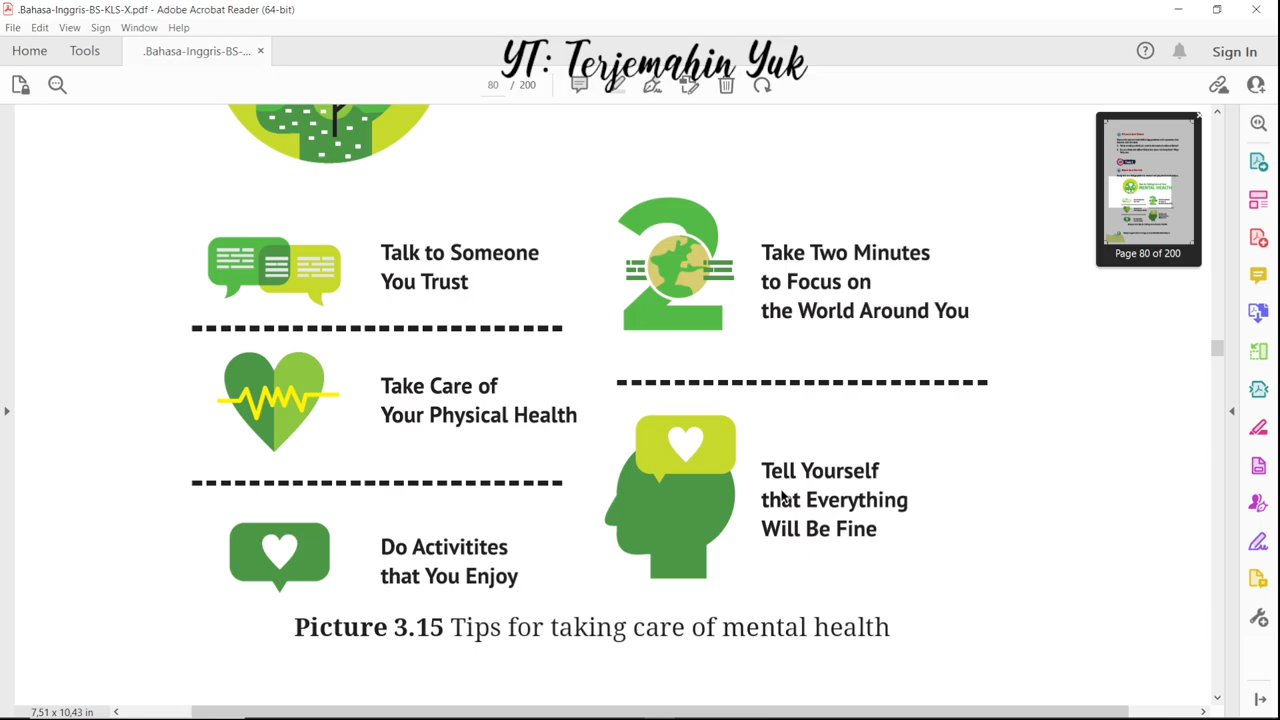 .Bahasa-Inggris-BS-KLS-X.pdf - Adobe Acrobat Reader (64-bit)
File Edit View Sign Window Help
Home Tools .Bahasa-Inggris-BS-... × Sign In
YT: Terjemahin Yuk
80 / 200
Talk to Someone
You Trust
Take Care of
Your Physical Health
Do Activitites
that You Enjoy
2
Take Two Minutes
to Focus on
the World Around You
Tell Yourself
that Everything
Will Be Fine
Picture 3.15 Tips for taking care of mental health
Page 80 of 200
7,51 x 10,43 in